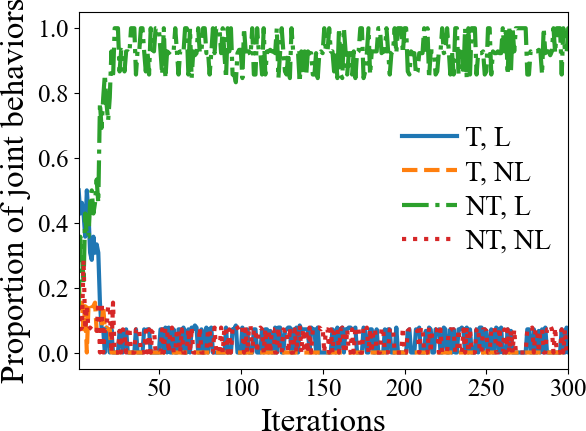 Proportion of joint behaviors
1.0
0.8
0.6
0.4
0.2
0.0
T, L
T, NL
NT, L
NT, NL
50 100 150 200 250 300
Iterations